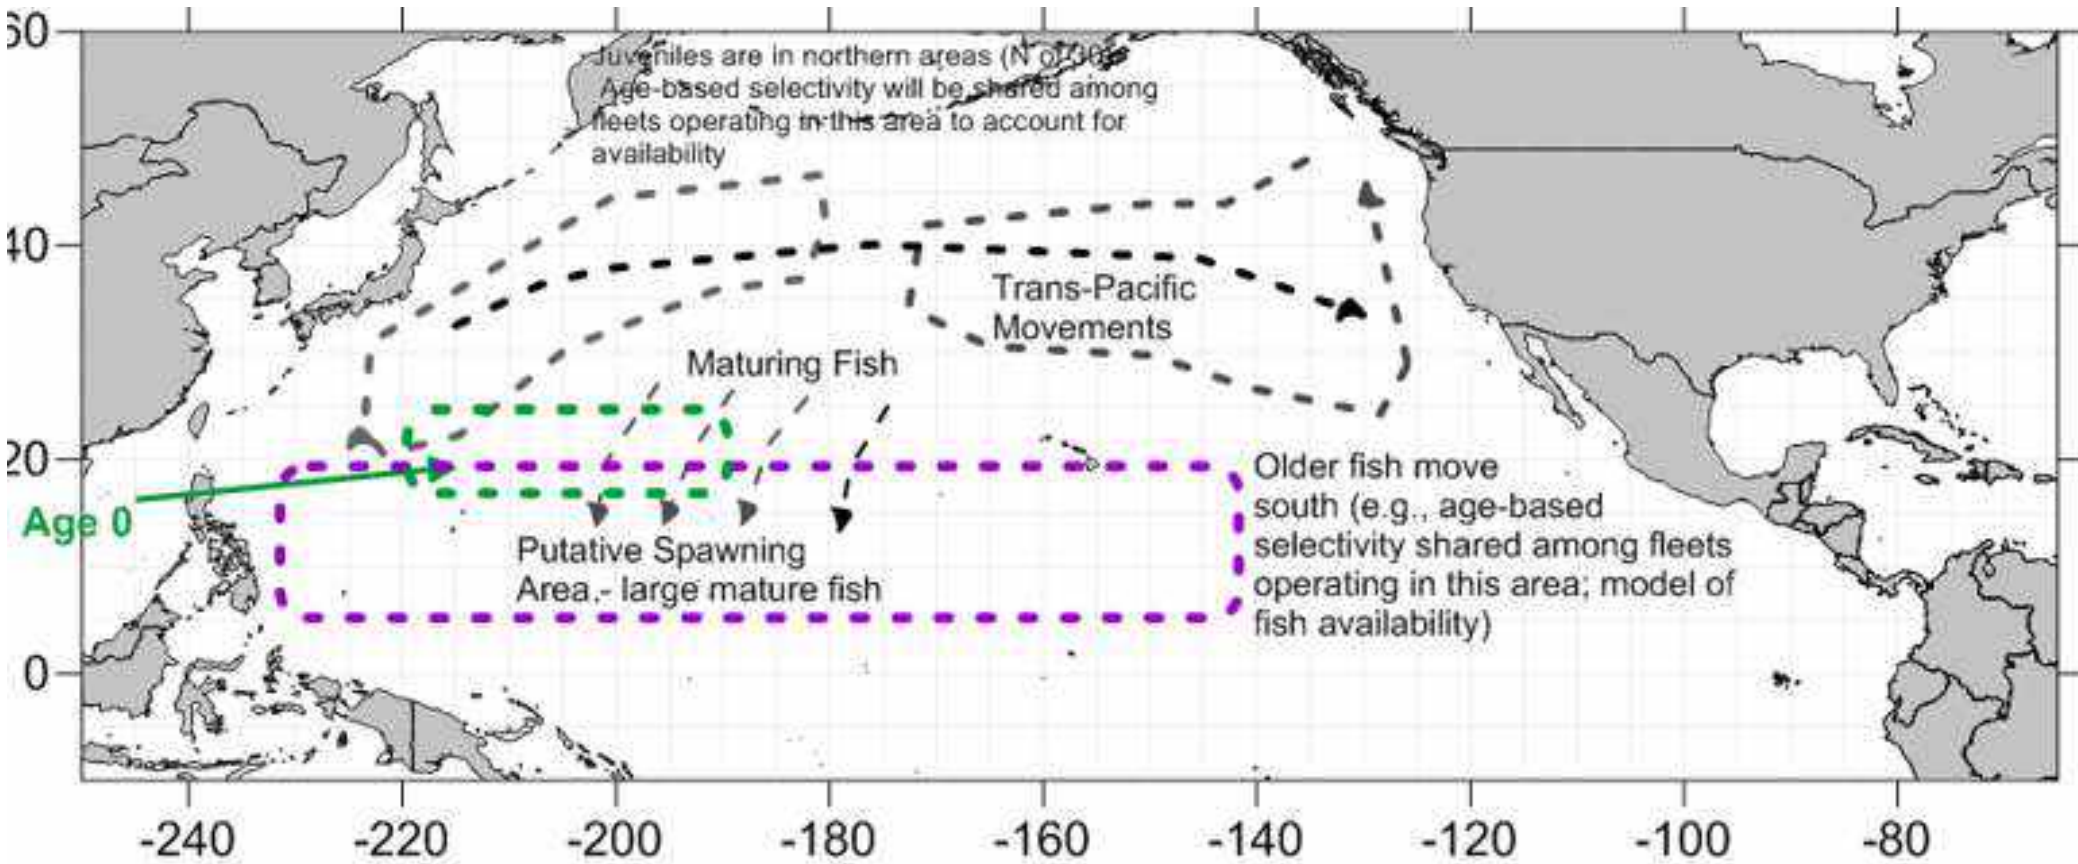 Juveniles are in northern areas (N of 30
Age-based selectivity will be shared among
fleets operating in this area to account for
availability
60
40
20
0
Trans-Pacific
Movements
Maturing Fish
Age 0
Putative Spawning
Area.- large mature fish
Older fish move
south (e.g., age-based
selectivity shared among fleets
operating in this area; model of
fish availability)
-240 -220 -200 -180 -160 -140 -120 -100 -80